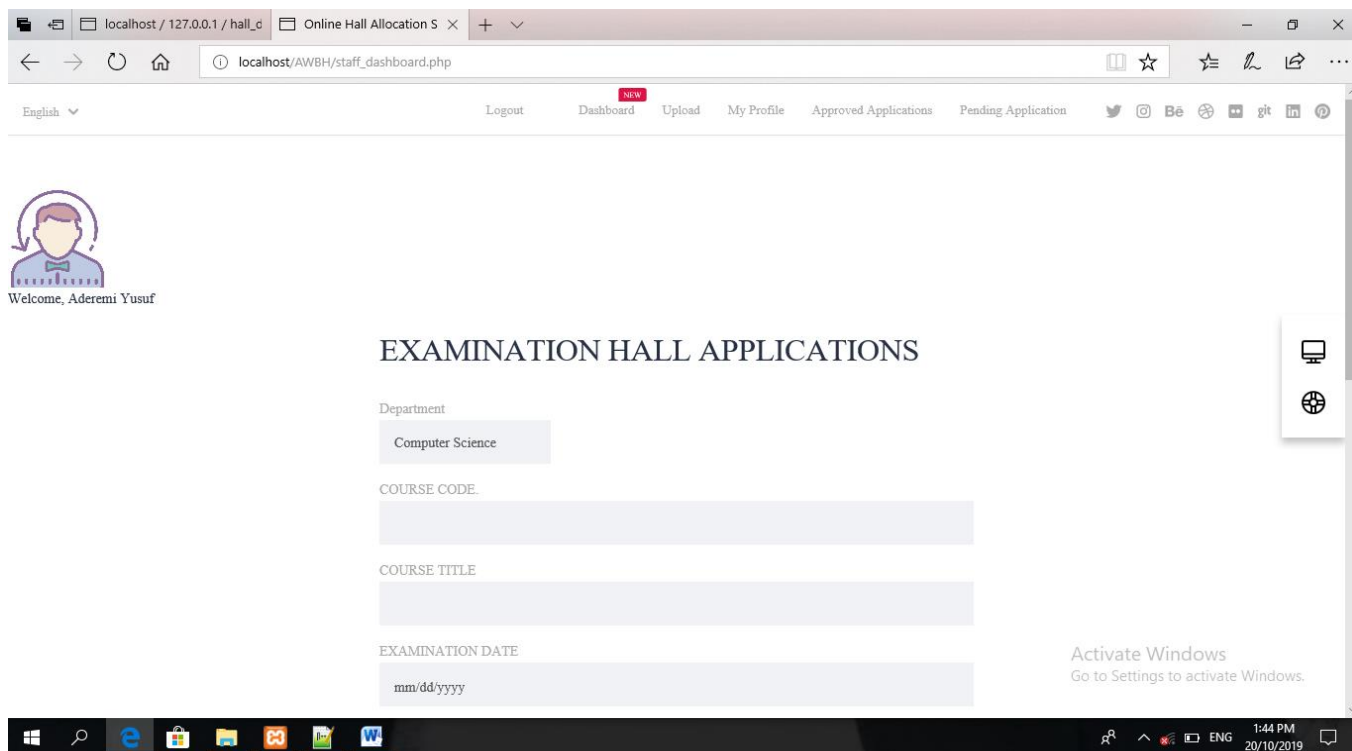 localhost / 127.0.0.1 / hall_d
Online Hall Allocation S
localhost/AWBH/staff_dashboard.php
English
Logout
NEW
Dashboard
Upload
My Profile
Approved Applications
Pending Application
Bē
git
in
Welcome, Aderemi Yusuf
EXAMINATION HALL APPLICATIONS
Department
Computer Science
COURSE CODE.
COURSE TITLE
EXAMINATION DATE
mm/dd/yyyy
Activate Windows
Go to Settings to activate Windows.
ENG
1:44 PM
20/10/2019